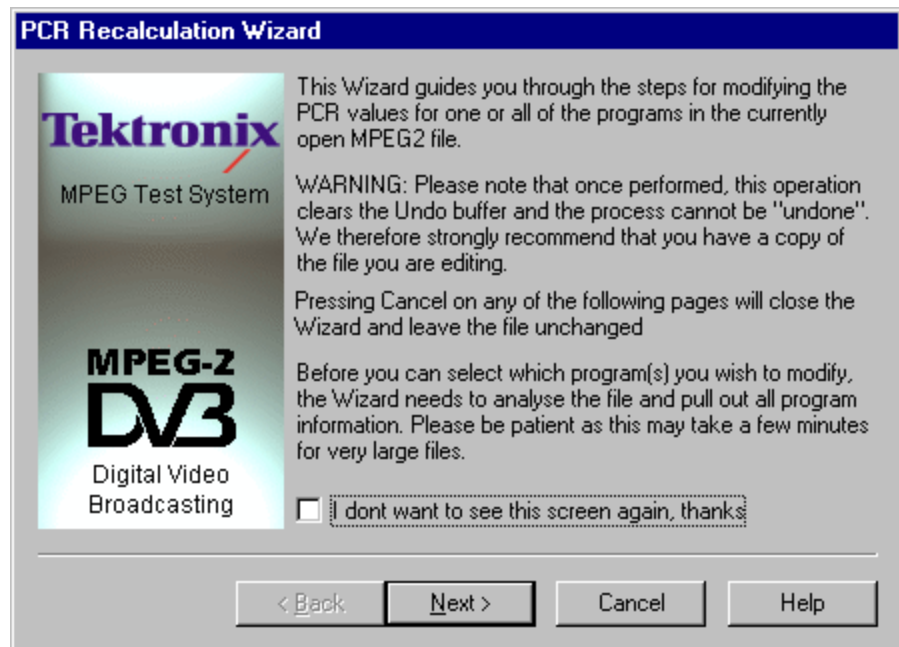 PCR Recalculation Wizard
Tektronix
MPEG Test System
MPEG-2
DVB
Digital Video
Broadcasting
This Wizard guides you through the steps for modifying the
PCR values for one or all of the programs in the currently
open MPEG2 file.
WARNING: Please note that once performed, this operation
clears the Undo buffer and the process cannot be "undone".
We therefore strongly recommend that you have a copy of
the file you are editing.
Pressing Cancel on any of the following pages will close the
Wizard and leave the file unchanged
Before you can select which program(s) you wish to modify,
the Wizard needs to analyse the file and pull out all program
information. Please be patient as this may take a few minutes
for very large files.
I dont want to see this screen again, thanks
< Back Next > Cancel Help